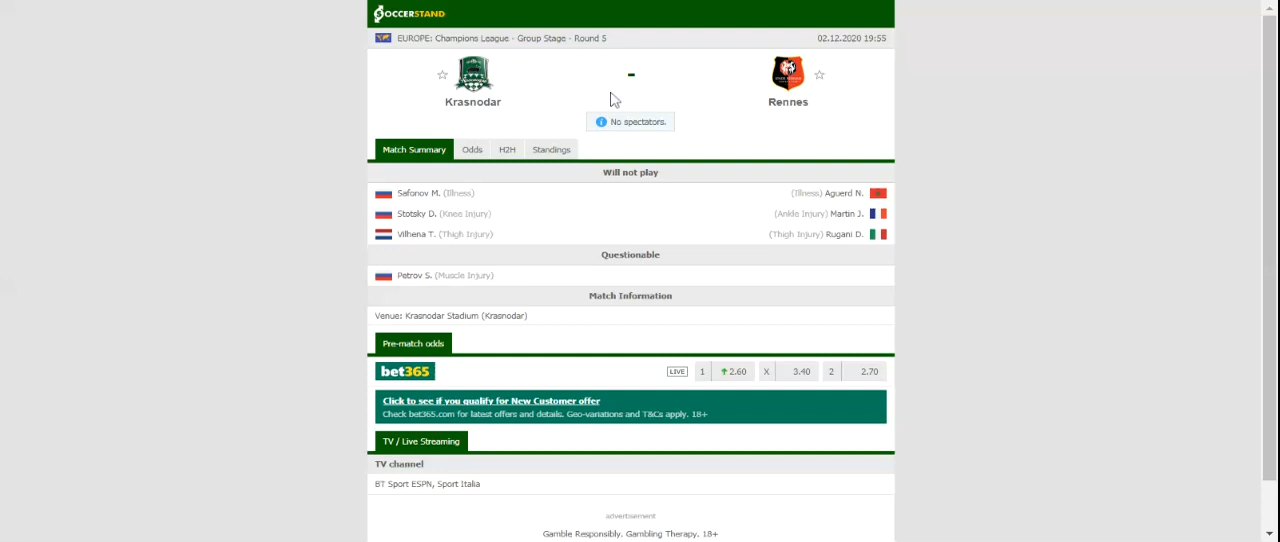 SOCCERSTAND
EUROPE: Champions League - Group Stage - Round 5 02.12.2020 19:55
-
Krasnodar Rennes
No spectators.
Match Summary Odds H2H Standings
Will not play
Safonov M. (Illness) (Illness) Aguerd N.
Stotsky D. (Knee Injury) (Ankle Injury) Martin J.
Vilhena T. (Thigh Injury) (Thigh Injury) Rugani D.
Questionable
Petrov S. (Muscle Injury)
Match Information
Venue: Krasnodar Stadium (Krasnodar)
Pre-match odds
bet365 LIVE 1 2.60 X 3.40 2 2.70
Click to see if you qualify for New Customer offer
Check bet365.com for latest offers and details. Geo-variations and T&Cs apply. 18+
TV / Live Streaming
TV channel
BT Sport ESPN, Sport Italia
advertisement
Gamble Responsibly. Gambling Therapy. 18+